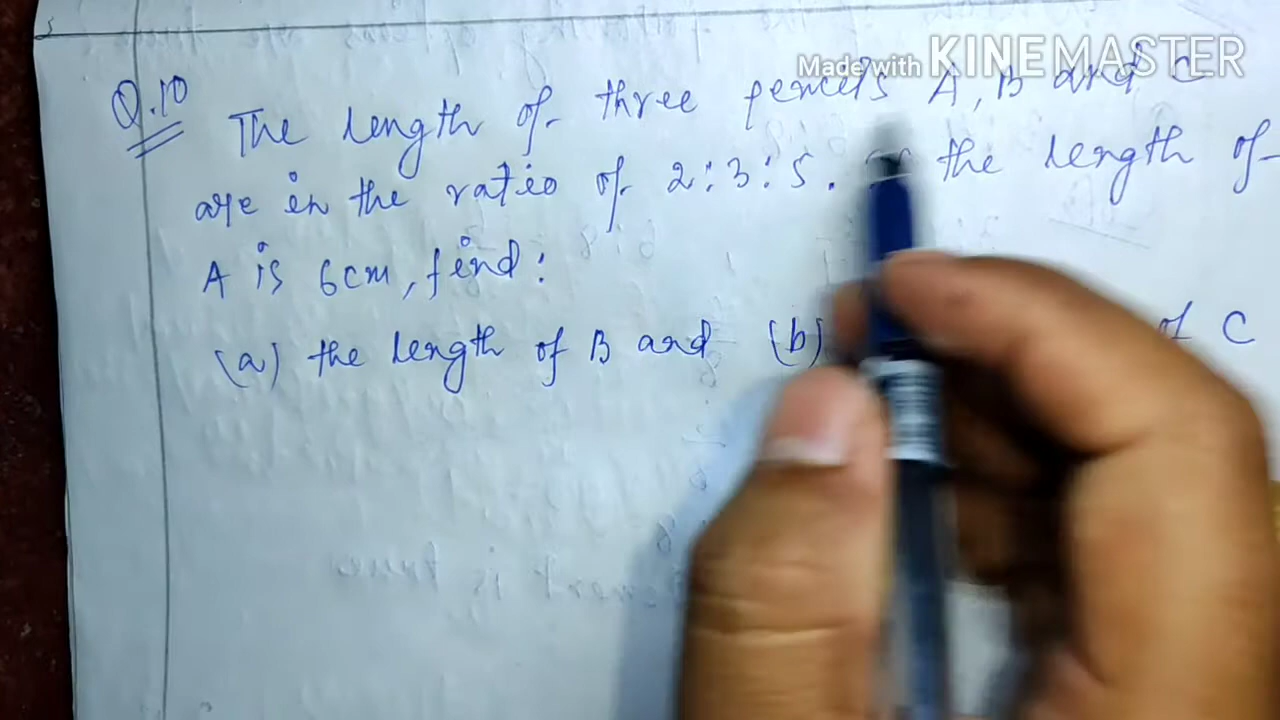 Made with KINEMASTER
Q.10 The length of three pencils A, B and C
are in the ratio of 2:3:5. the length of
A is 6cm, find:
(a) the length of B and (b) of C